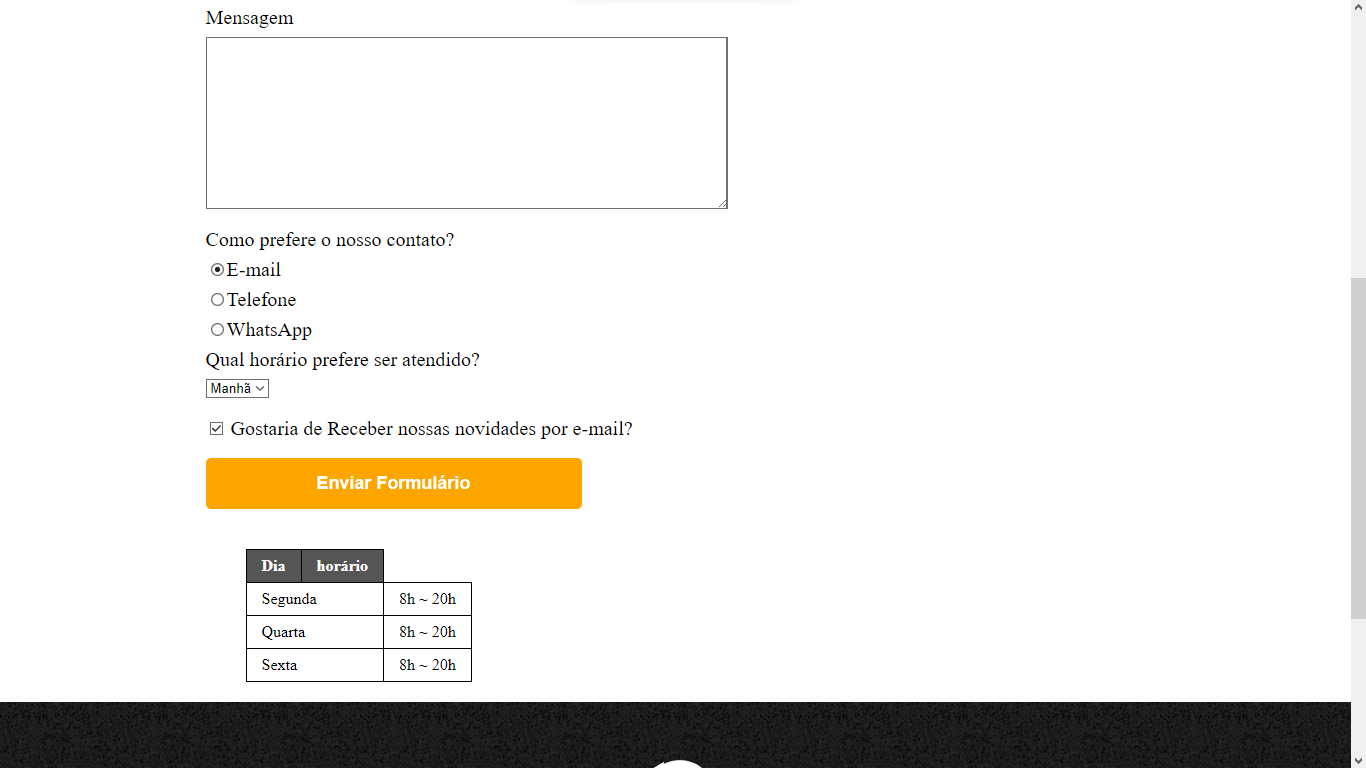 Mensagem
Como prefere o nosso contato?
E-mail
Telefone
WhatsApp
Qual horário prefere ser atendido?
Manhã
Gostaria de Receber nossas novidades por e-mail?
Enviar Formulário
Dia horário
Segunda 8h ~ 20h
Quarta 8h ~ 20h
Sexta 8h ~ 20h